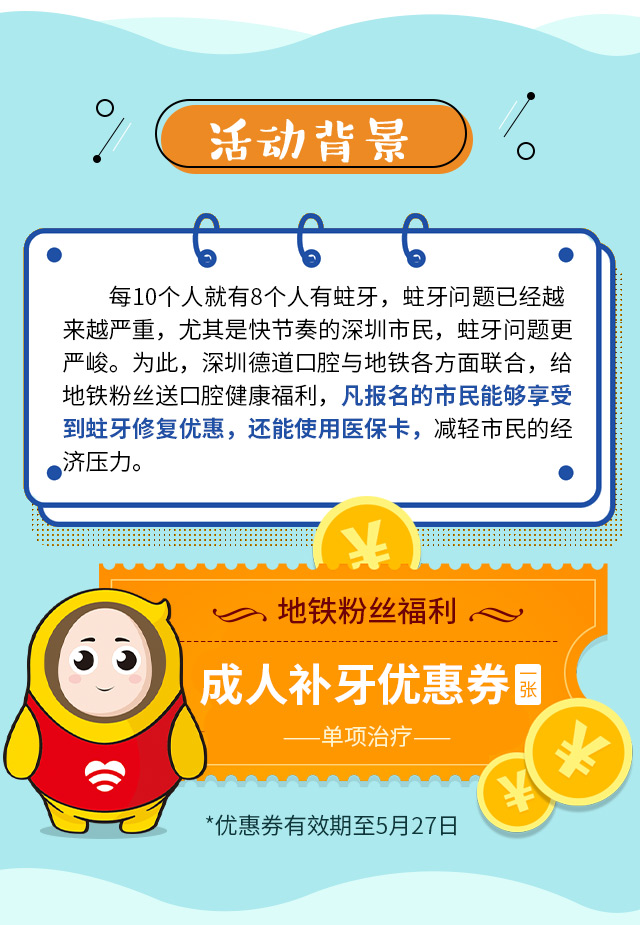 活动背景
每10个人就有8个人有蛀牙，蛀牙问题已经越
来越严重，尤其是快节奏的深圳市民，蛀牙问题更
严峻。为此，深圳德道口腔与地铁各方面联合，给
地铁粉丝送口腔健康福利，凡报名的市民能够享受
到蛀牙修复优惠，还能使用医保卡，减轻市民的经
济压力。
地铁粉丝福利
成人补牙优惠券一张
——单项治疗——
*优惠券有效期至5月27日